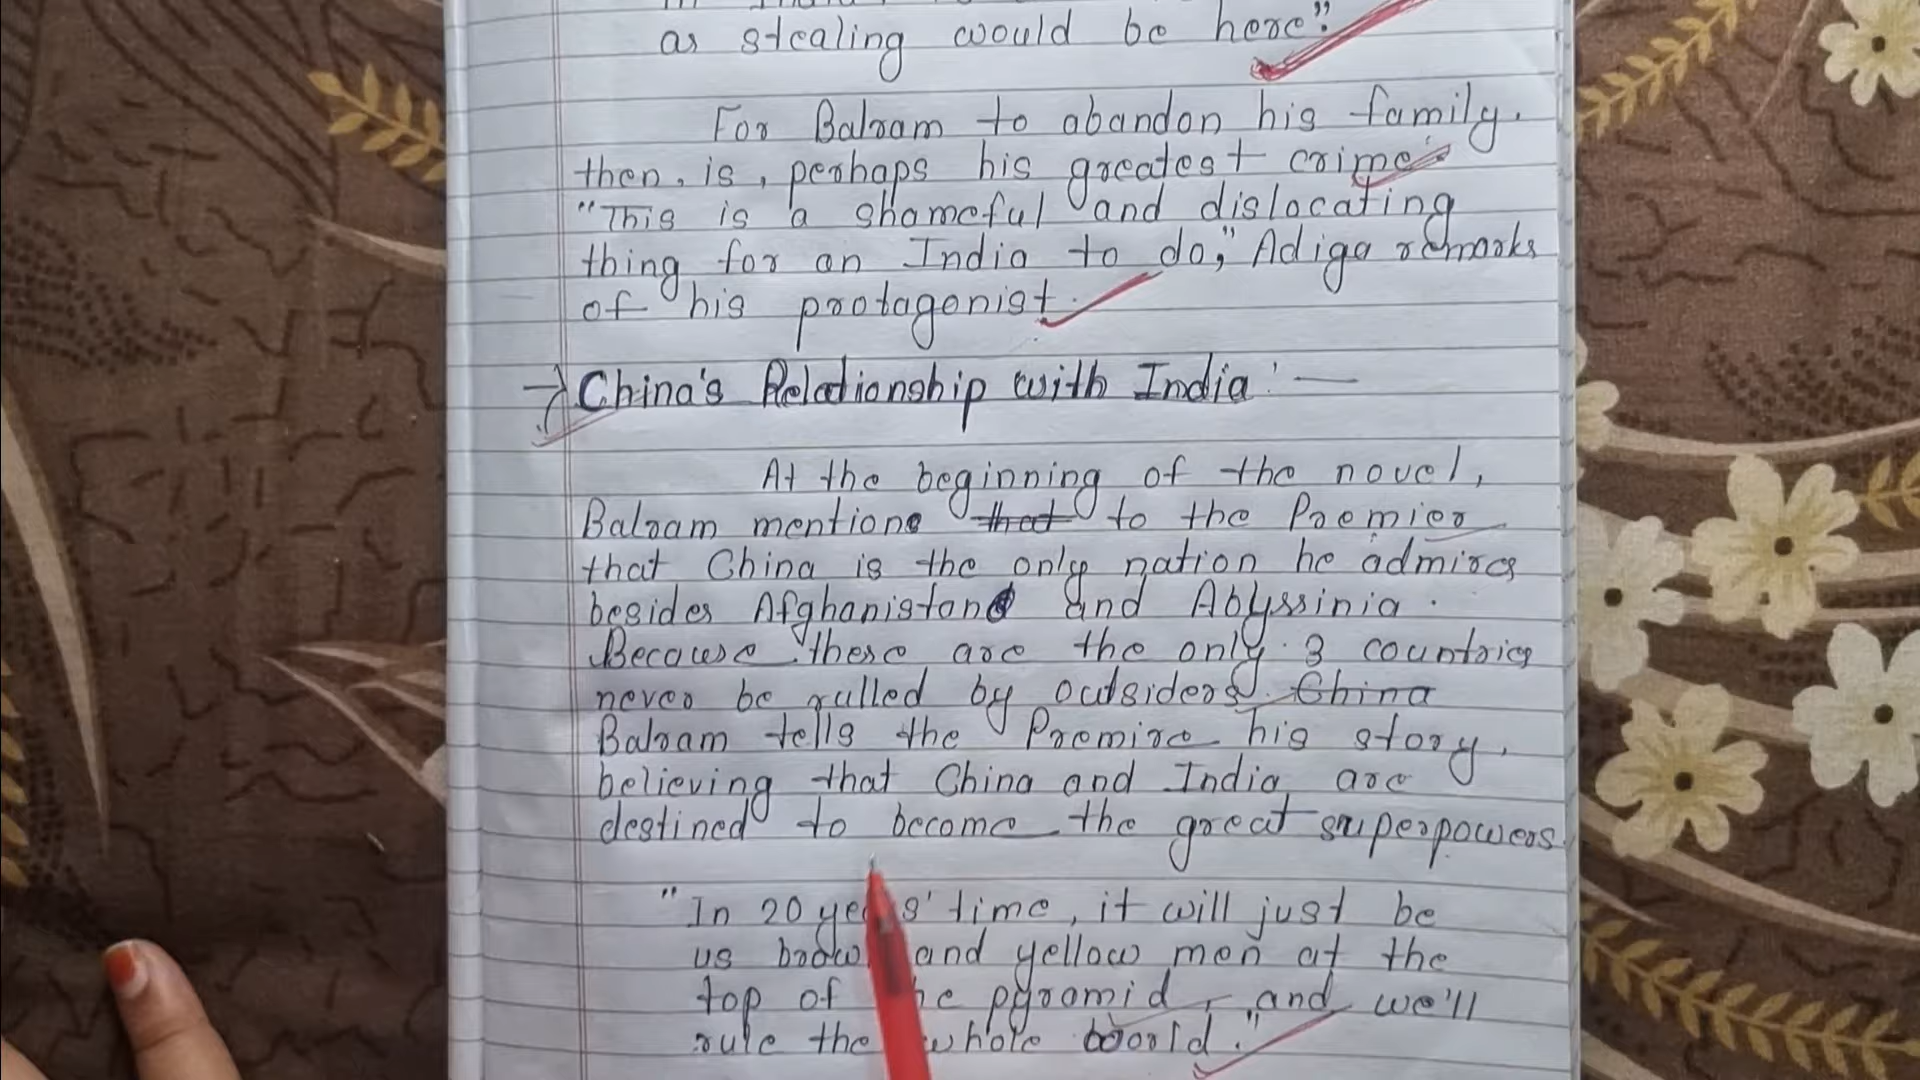 as stealing would be here".
For Balram to abandon his family,
then, is, perhaps his greatest crime.
"This is a shameful and dislocating
thing for an India to do," Adiga remarks
of his protagonist.
→ China's Relationship with India :—
At the beginning of the novel,
Balram mentions that to the Premier
that China is the only nation he admires
besides Afghanistan and Abyssinia.
Because these are the only 3 countries
never be rulled by outsiders. China
Balram tells the Premire his story,
believing that China and India are
destined to become the great superpowers
"In 20 years' time, it will just be
us brown and yellow men at the
top of the pyramid, and we'll
rule the whole world."